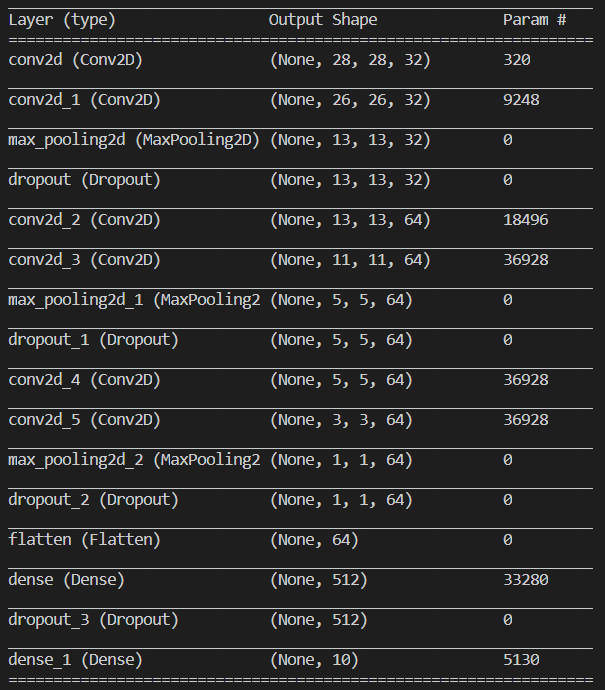 Layer (type) Output Shape Param #
=================================================================
conv2d (Conv2D) (None, 28, 28, 32) 320
conv2d_1 (Conv2D) (None, 26, 26, 32) 9248
max_pooling2d (MaxPooling2D) (None, 13, 13, 32) 0
dropout (Dropout) (None, 13, 13, 32) 0
conv2d_2 (Conv2D) (None, 13, 13, 64) 18496
conv2d_3 (Conv2D) (None, 11, 11, 64) 36928
max_pooling2d_1 (MaxPooling2 (None, 5, 5, 64) 0
dropout_1 (Dropout) (None, 5, 5, 64) 0
conv2d_4 (Conv2D) (None, 5, 5, 64) 36928
conv2d_5 (Conv2D) (None, 3, 3, 64) 36928
max_pooling2d_2 (MaxPooling2 (None, 1, 1, 64) 0
dropout_2 (Dropout) (None, 1, 1, 64) 0
flatten (Flatten) (None, 64) 0
dense (Dense) (None, 512) 33280
dropout_3 (Dropout) (None, 512) 0
dense_1 (Dense) (None, 10) 5130
=================================================================